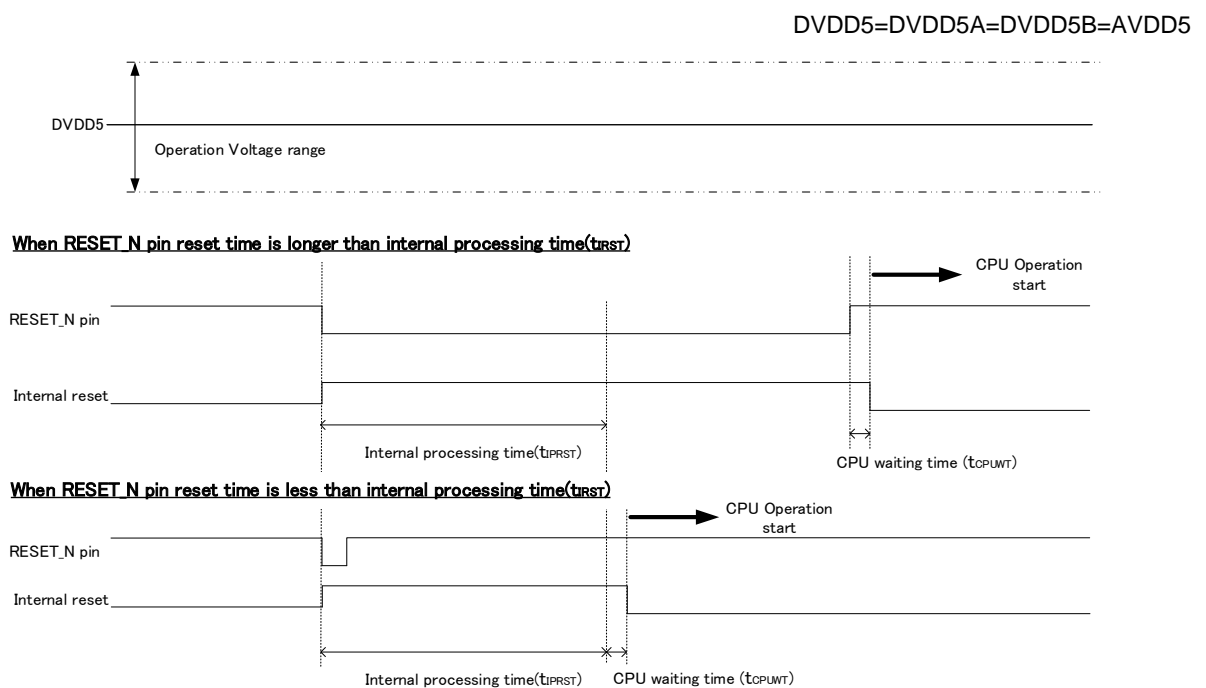 DVDD5=DVDD5A=DVDD5B=AVDD5
DVDD5
Operation Voltage range
When RESET_N pin reset time is longer than internal processing time(tIRST)
CPU Operation
start
RESET_N pin
Internal reset
Internal processing time(tIPRST)
CPU waiting time (tCPUWT)
When RESET_N pin reset time is less than internal processing time(tIRST)
CPU Operation
start
RESET_N pin
Internal reset
Internal processing time(tIPRST)
CPU waiting time (tCPUWT)